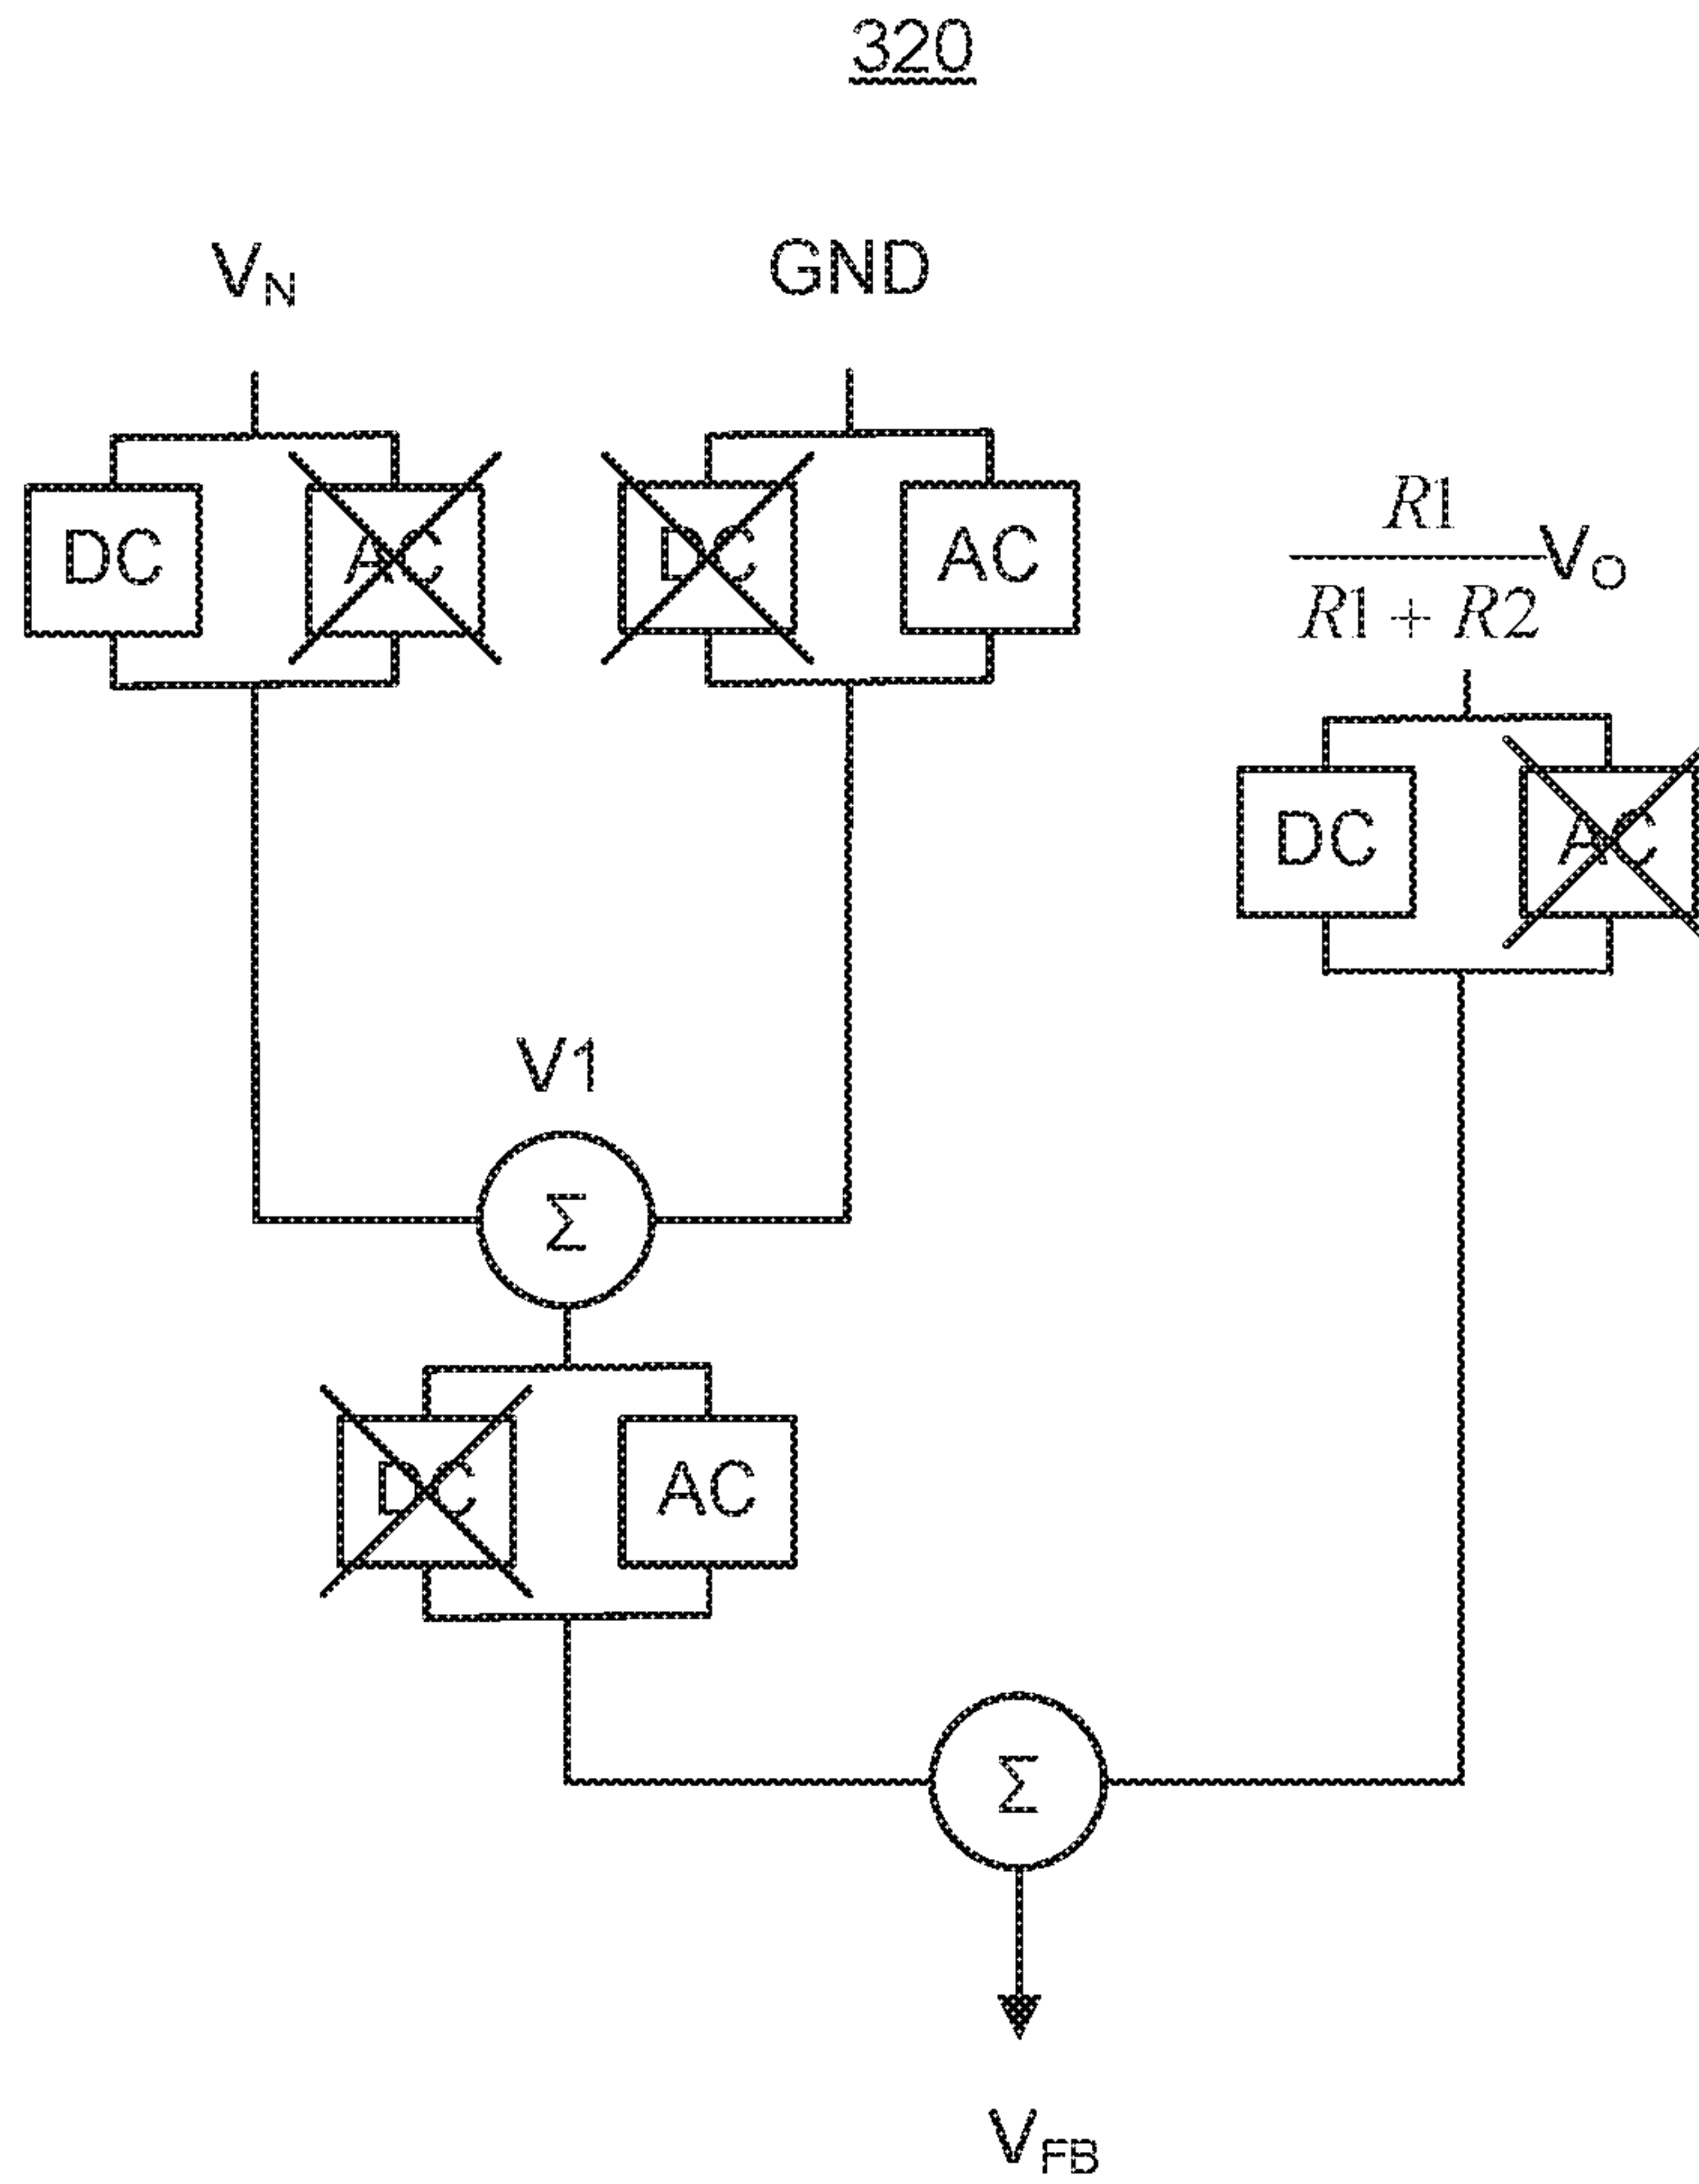 320
V_N GND
DC AC DC AC
R1
V_O
R1 + R2
DC AC
V1
Σ
DC AC
Σ
V_FB